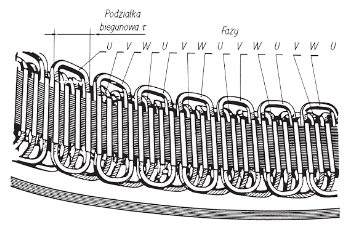 Podziałka
biegunowa τ
Fazy
U V W U V W U V W U V W U